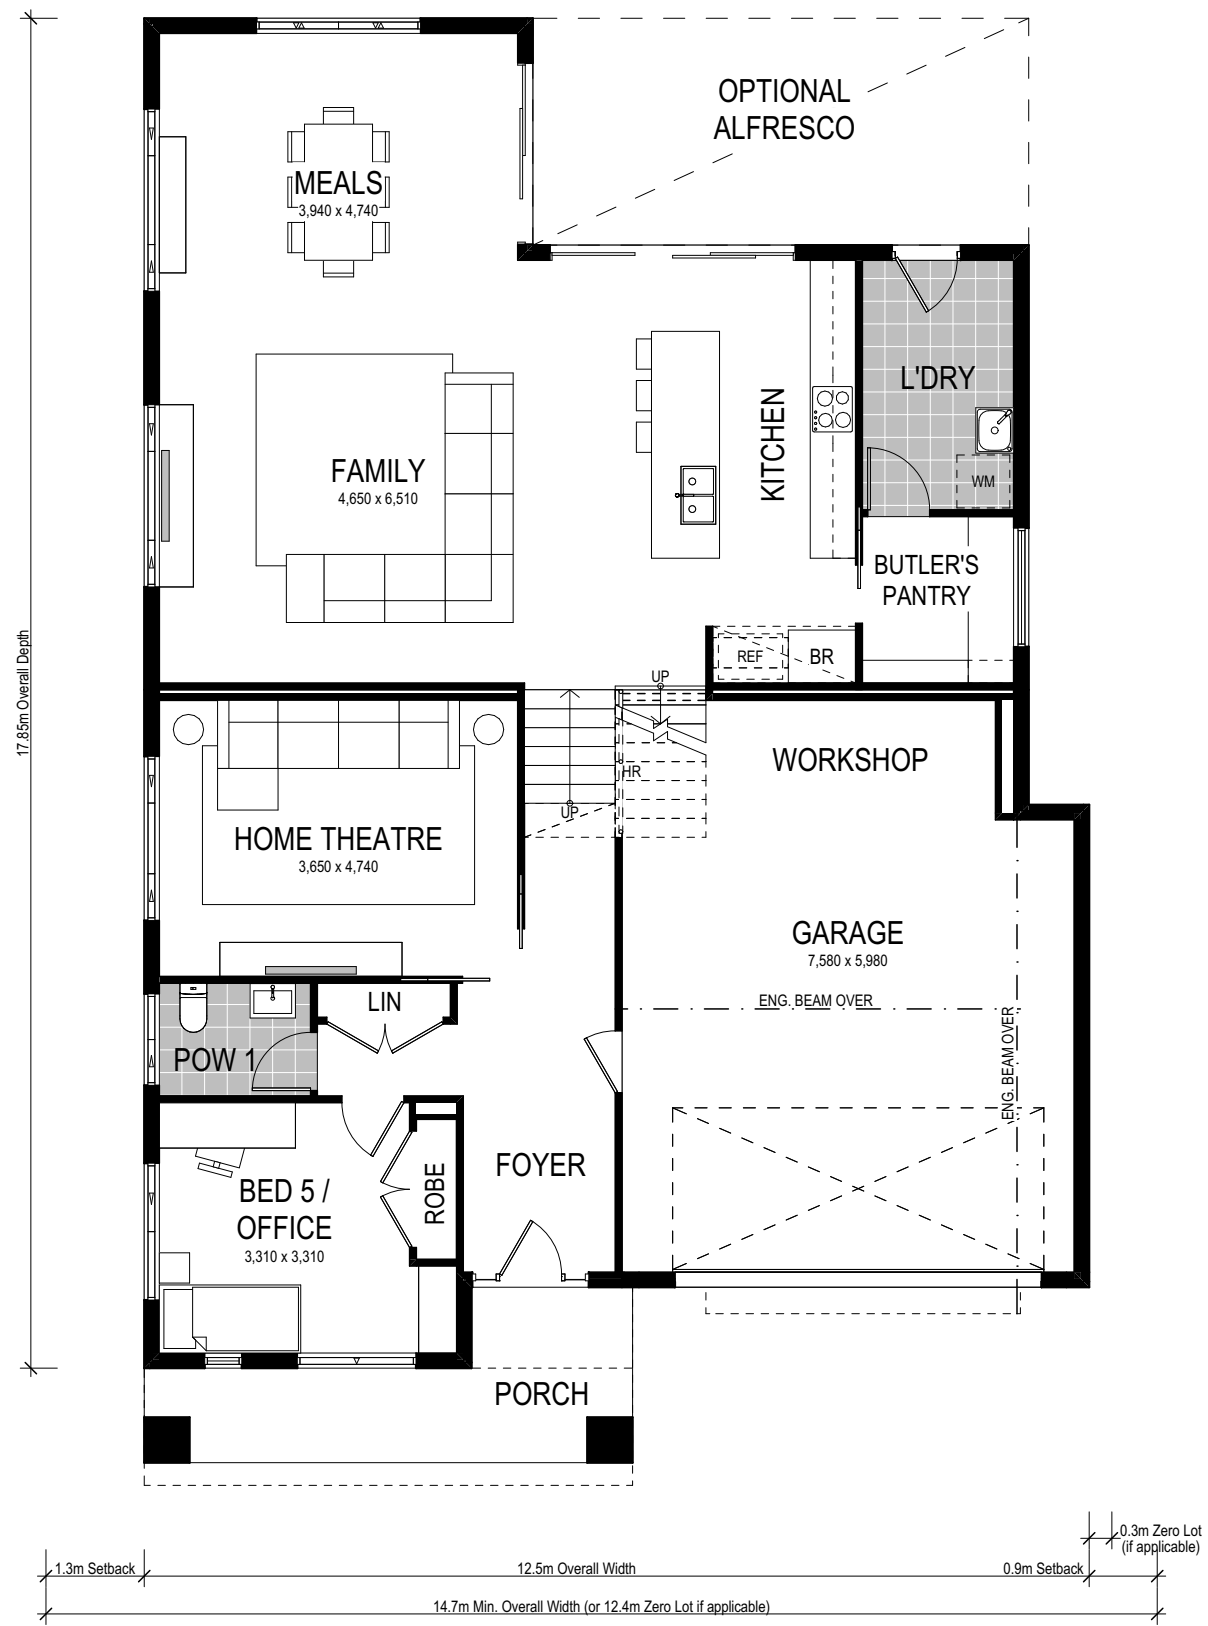 OPTIONAL
ALFRESCO
MEALS
3,940 x 4,740
L'DRY
KITCHEN
FAMILY
4,650 x 6,510
WM
BUTLER'S
PANTRY
REF
BR
17.85m Overall Depth
UP
WORKSHOP
HR
UP
HOME THEATRE
3,650 x 4,740
GARAGE
7,580 x 5,980
LIN
ENG. BEAM OVER
ENG. BEAM OVER
POW 1
FOYER
ROBE
BED 5 /
OFFICE
3,310 x 3,310
PORCH
0.3m Zero Lot
(if applicable)
1.3m Setback
12.5m Overall Width
0.9m Setback
14.7m Min. Overall Width (or 12.4m Zero Lot if applicable)